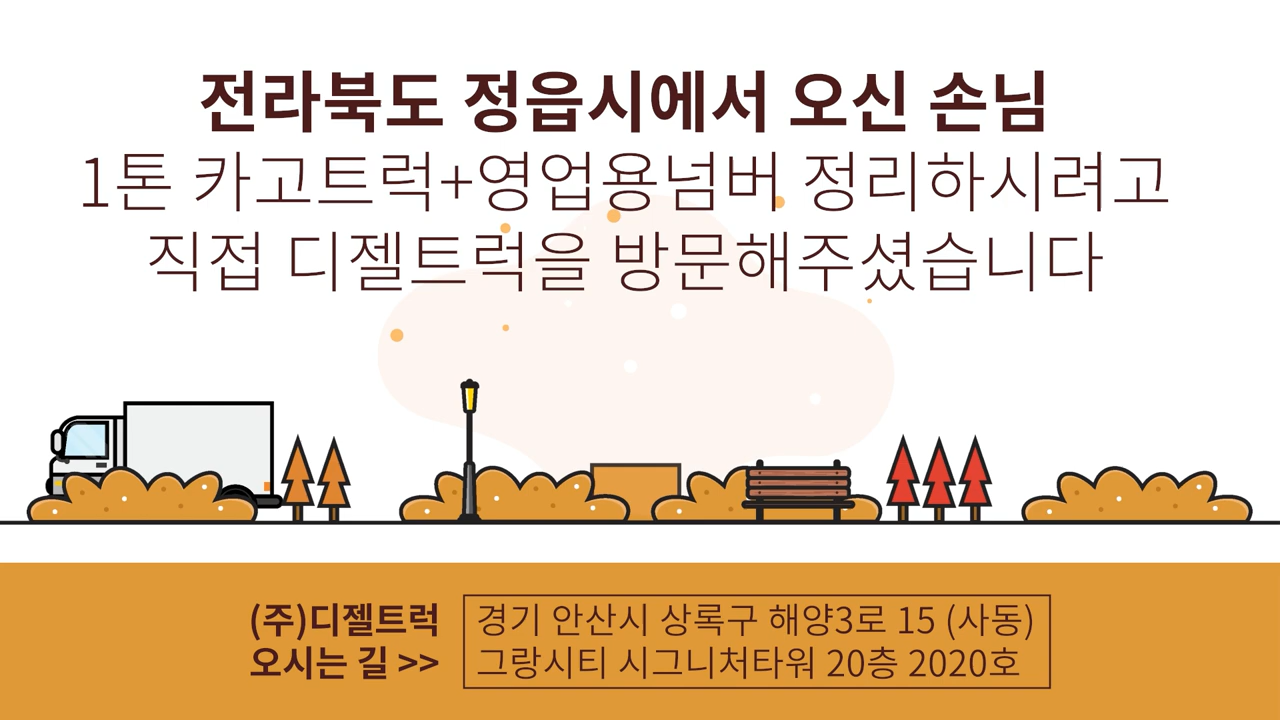 전라북도 정읍시에서 오신 손님
1톤 카고트럭+영업용넘버 정리하시려고
직접 디젤트럭을 방문해주셨습니다
(주)디젤트럭
오시는 길 >>
경기 안산시 상록구 해양3로 15 (사동)
그랑시티 시그니처타워 20층 2020호